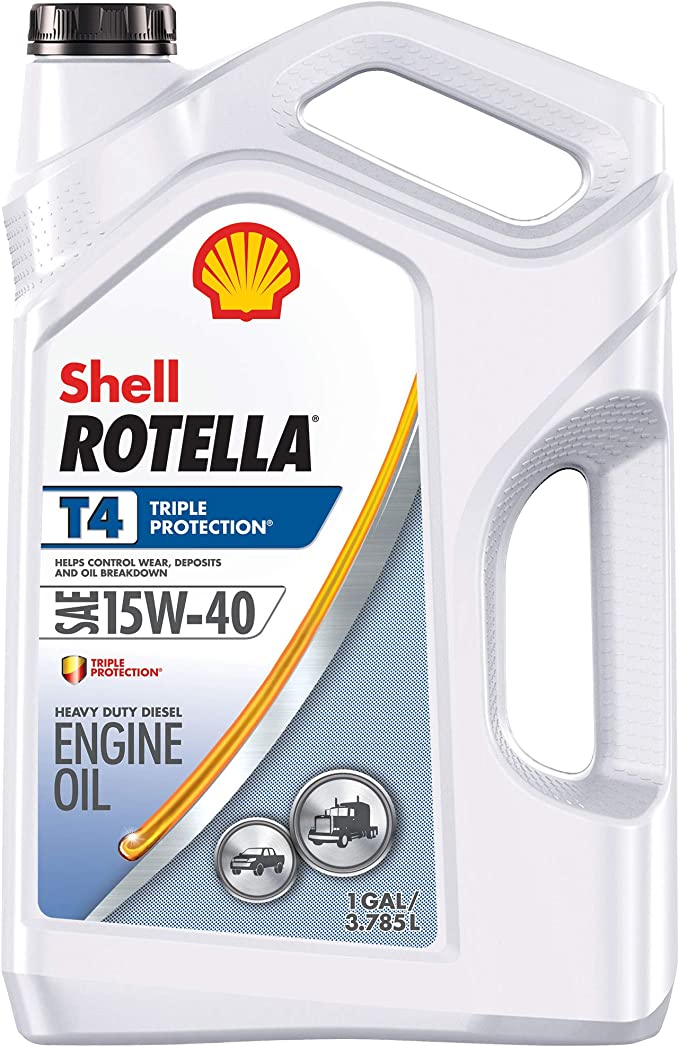 Shell
ROTELLA®
T4 TRIPLE
PROTECTION®
HELPS CONTROL WEAR, DEPOSITS
AND OIL BREAKDOWN
SAE 15W-40
TRIPLE
PROTECTION®
HEAVY DUTY DIESEL
ENGINE
OIL
1 GAL/
3.785L